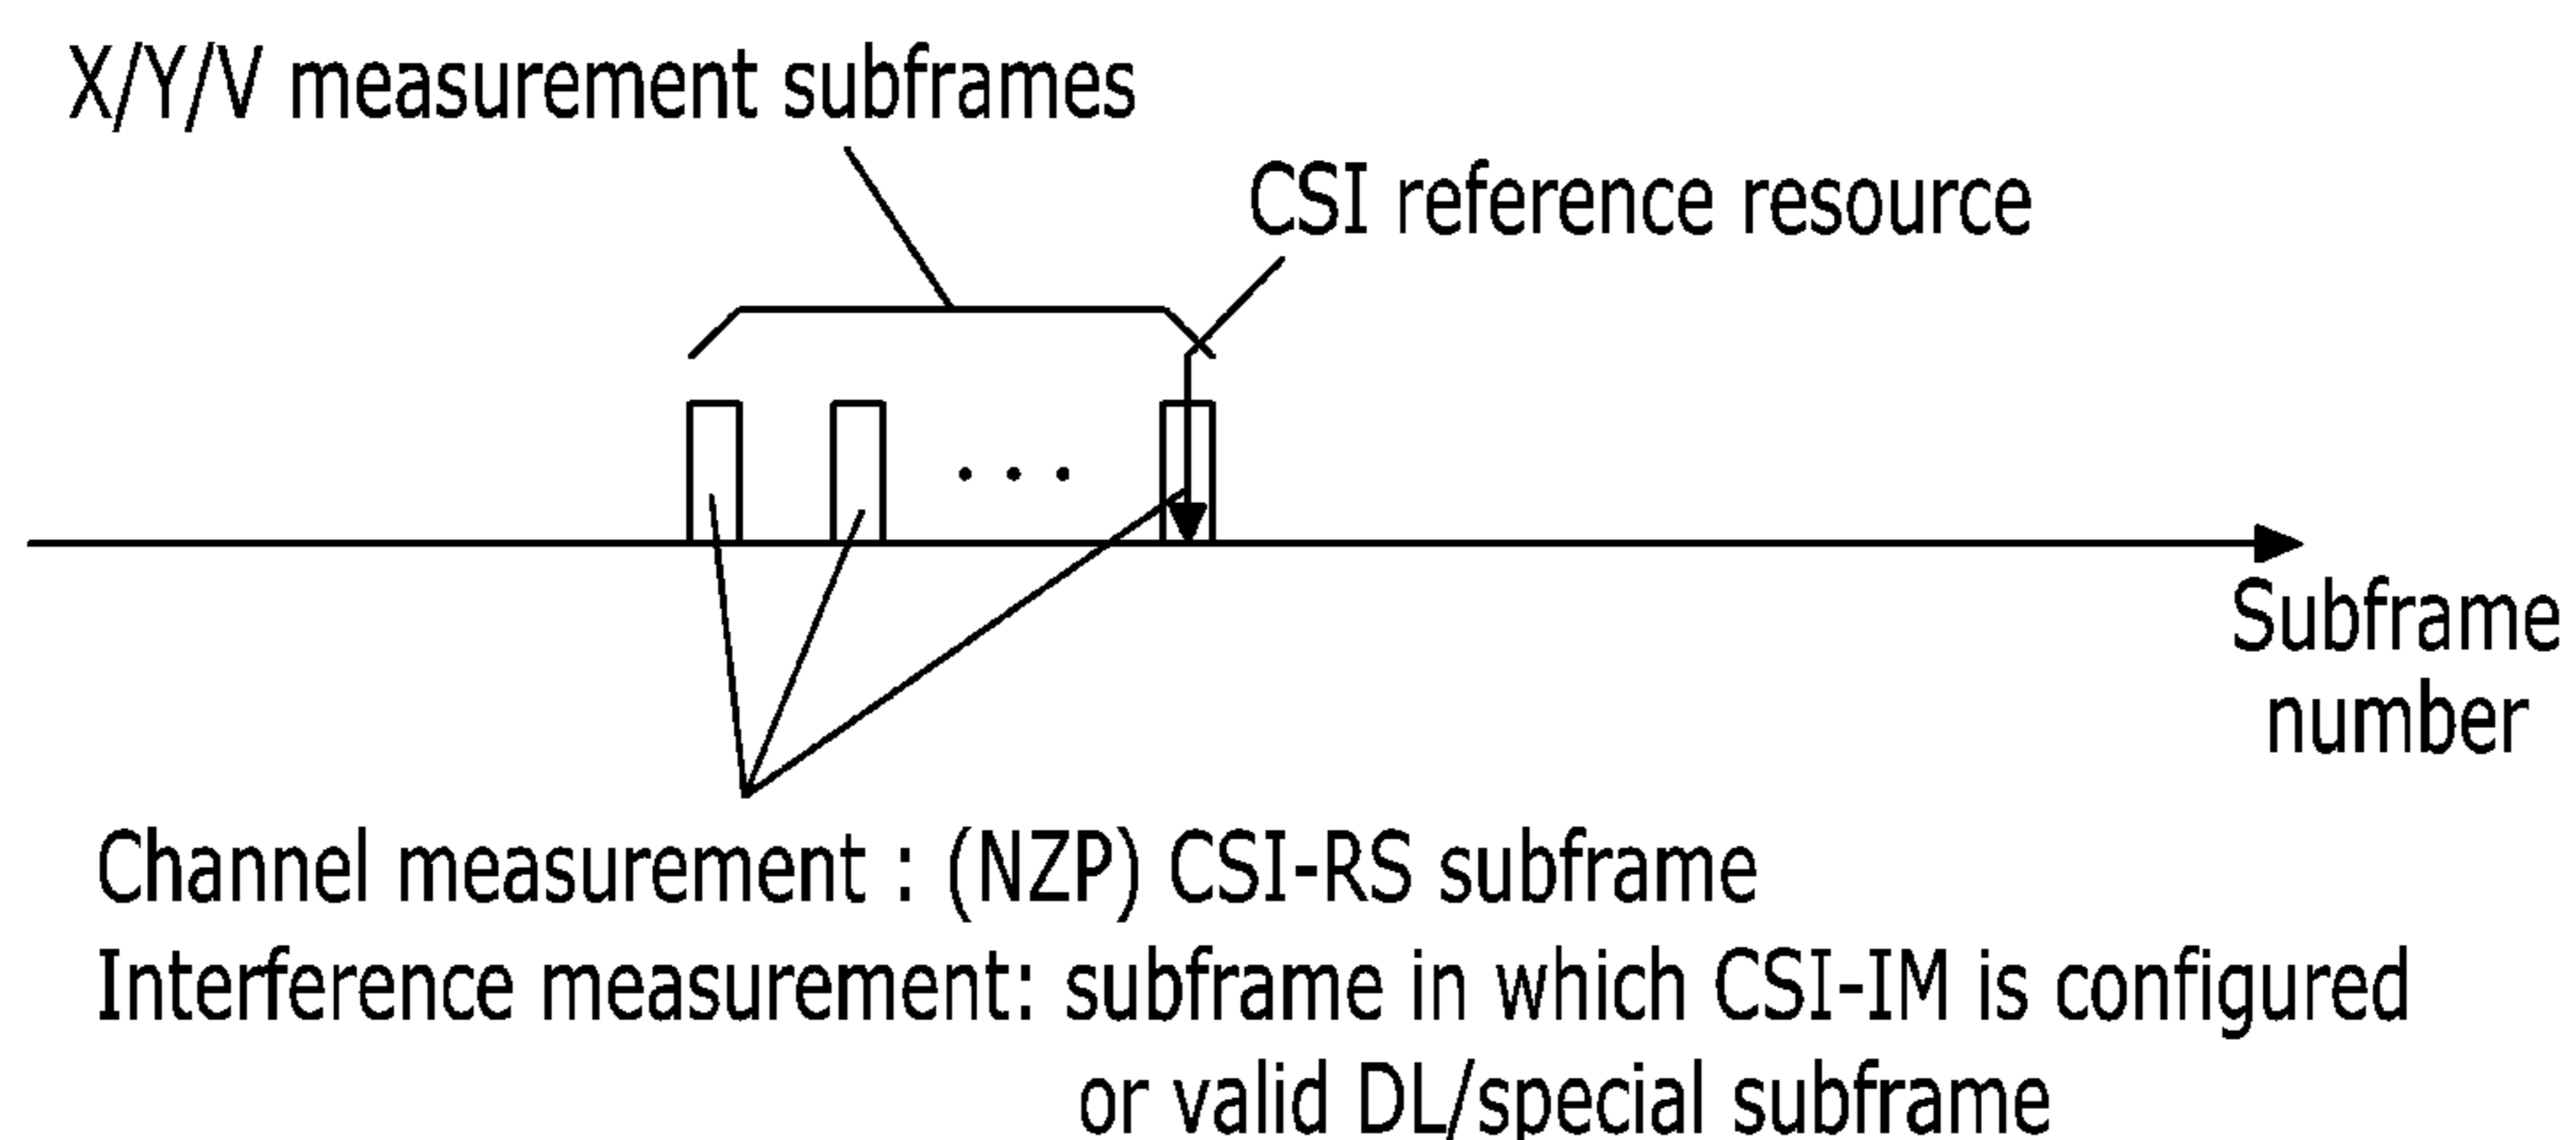 X/Y/V measurement subframes
CSI reference resource
Subframe
number
Channel measurement : (NZP) CSI-RS subframe
Interference measurement: subframe in which CSI-IM is configured
or valid DL/special subframe